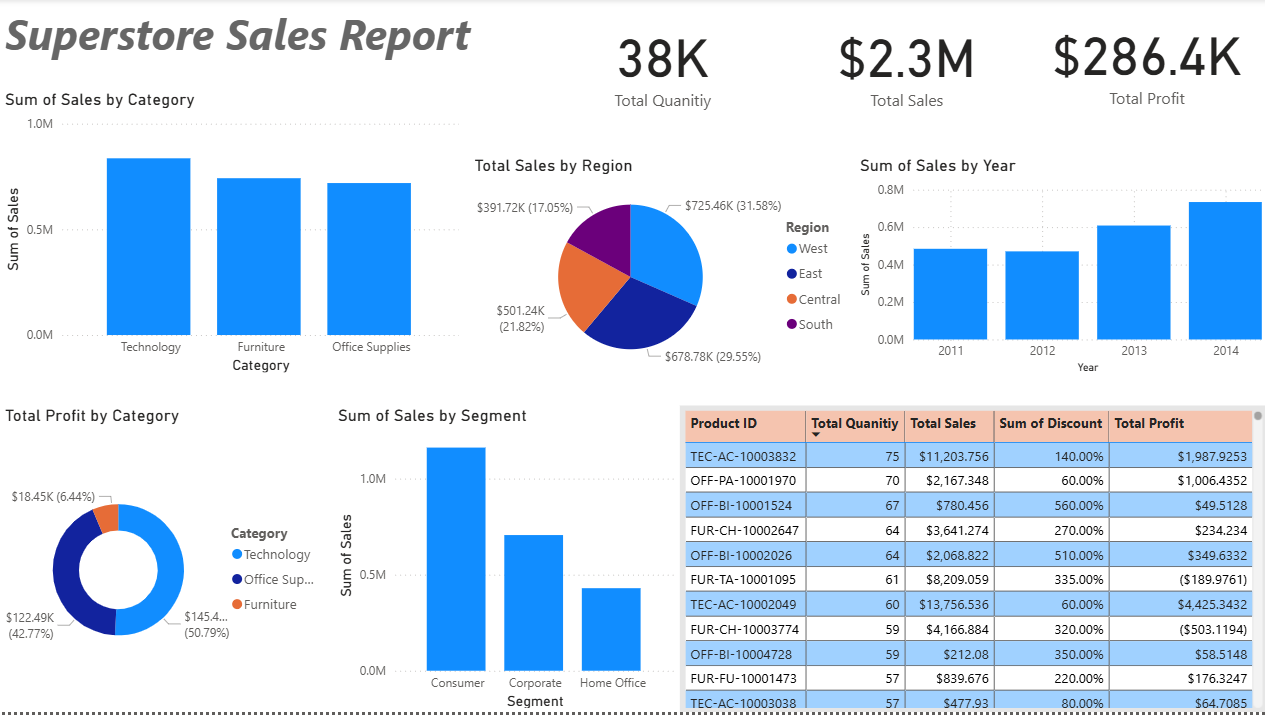 Superstore Sales Report
38K
Total Quanitiy
$2.3M
Total Sales
$286.4K
Total Profit
Sum of Sales by Category
1.0M
0.5M
0.0M
Sum of Sales
Technology
Furniture
Office Supplies
Category
Total Sales by Region
$391.72K (17.05%)
$725.46K (31.58%)
$501.24K
(21.82%)
$678.78K (29.55%)
Region
West
East
Central
South
Sum of Sales by Year
0.8M
0.6M
0.4M
0.2M
0.0M
Sum of Sales
2011
2012
2013
2014
Year
Total Profit by Category
$18.45K (6.44%)
$122.49K
(42.77%)
$145.4...
(50.79%)
Category
Technology
Office Sup...
Furniture
Sum of Sales by Segment
1.0M
0.5M
0.0M
Sum of Sales
Consumer
Corporate
Home Office
Segment
Product ID Total Quanitiy Total Sales Sum of Discount Total Profit
TEC-AC-10003832 75 $11,203.756 140.00% $1,987.9253
OFF-PA-10001970 70 $2,167.348 60.00% $1,006.4352
OFF-BI-10001524 67 $780.456 560.00% $49.5128
FUR-CH-10002647 64 $3,641.274 270.00% $234.234
OFF-BI-10002026 64 $2,068.822 510.00% $349.6332
FUR-TA-10001095 61 $8,209.059 335.00% ($189.9761)
TEC-AC-10002049 60 $13,756.536 60.00% $4,425.3432
FUR-CH-10003774 59 $4,166.884 320.00% ($503.1194)
OFF-BI-10004728 59 $212.08 350.00% $58.5148
FUR-FU-10001473 57 $839.676 220.00% $176.3247
TEC-AC-10003038 57 $477.93 80.00% $64.7085